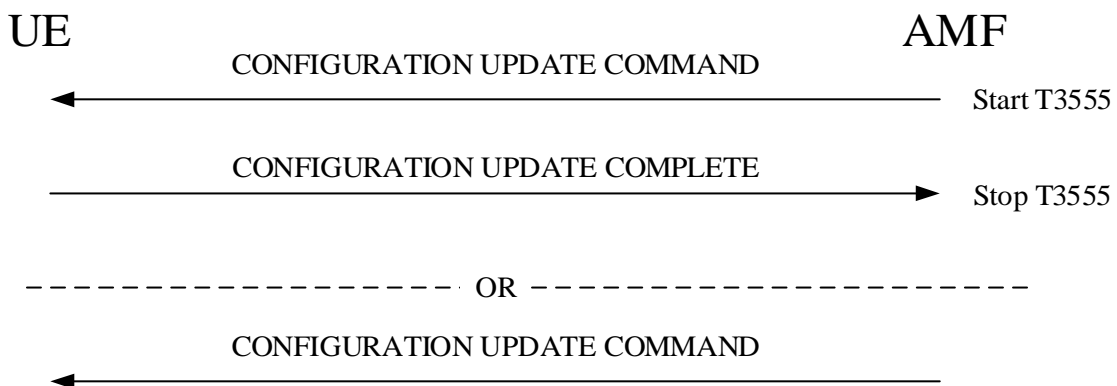 UE AMF
CONFIGURATION UPDATE COMMAND
Start T3555
CONFIGURATION UPDATE COMPLETE
Stop T3555
OR
CONFIGURATION UPDATE COMMAND